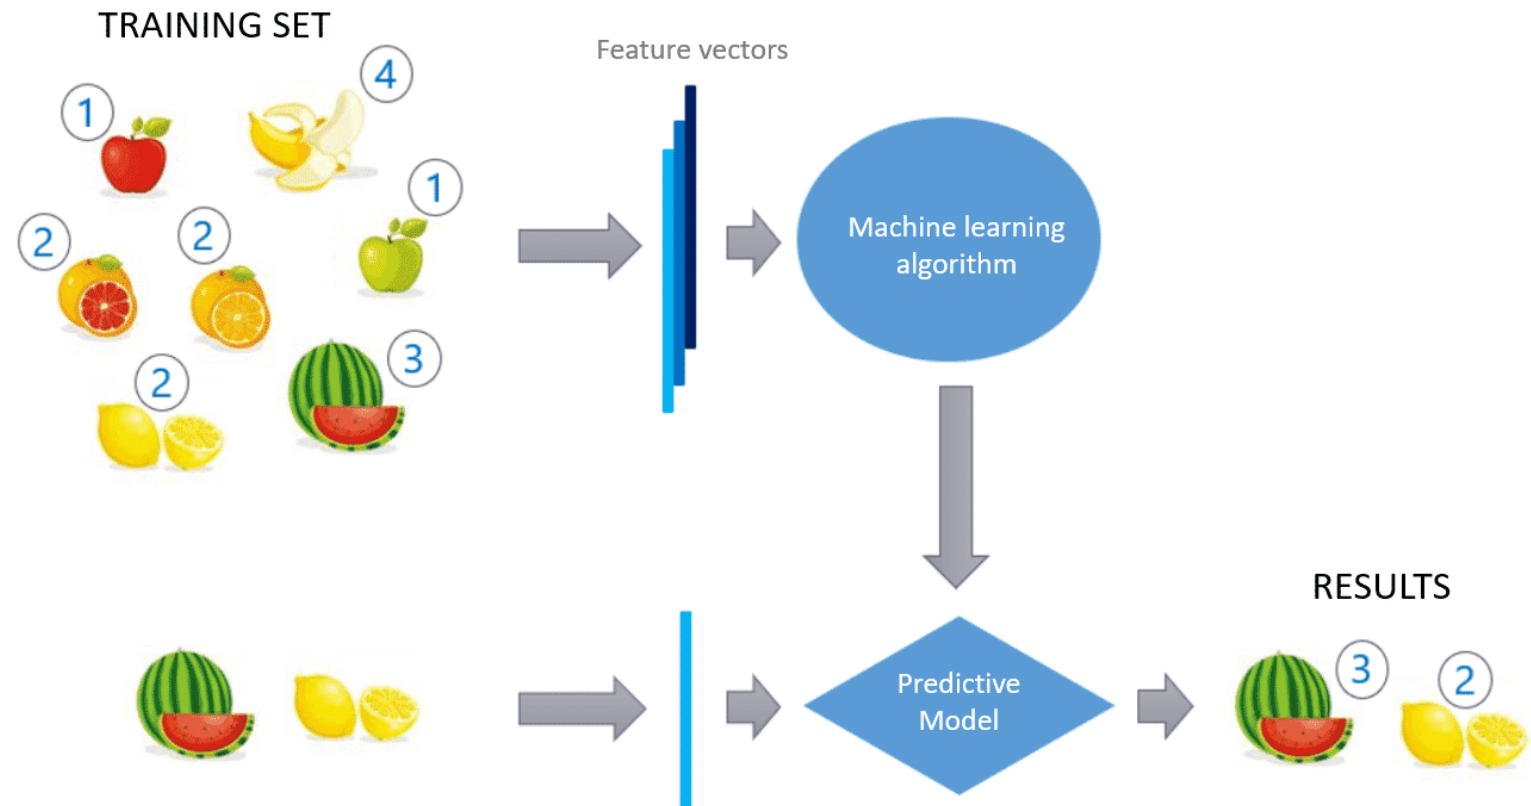 TRAINING SET
Feature vectors
4
1
1
2
2
3
2
Machine learning
algorithm
RESULTS
3
2
Predictive
Model